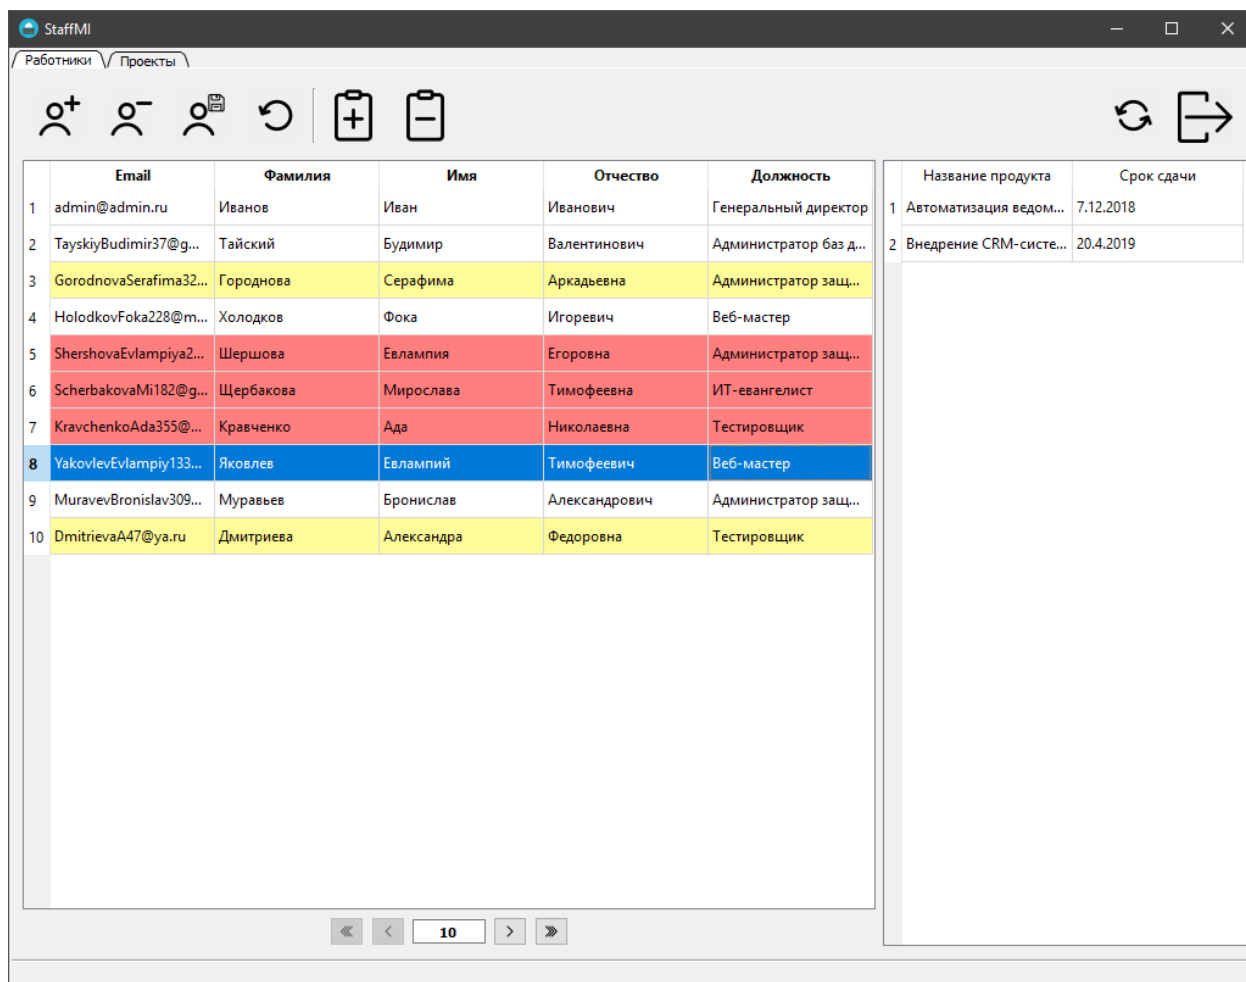 StaffMI
Работники Проекты
Email Фамилия Имя Отчество Должность
1 admin@admin.ru Иванов Иван Иванович Генеральный директор
2 TayskiyBudimir37@g... Тайский Будимир Валентинович Администратор баз д...
3 GorodnovaSerafima32... Городнова Серафима Аркадьевна Администратор защ...
4 HolodkovFoka228@m... Холодков Фока Игоревич Веб-мастер
5 ShershovaEvlampiya2... Шершова Евлампия Егоровна Администратор защ...
6 ScherbakovaMi182@g... Щербакова Мирослава Тимофеевна ИТ-евангелист
7 KravchenkoAda355@... Кравченко Ада Николаевна Тестировщик
8 YakovlevEvlampiy133... Яковлев Евлампий Тимофеевич Веб-мастер
9 MuravevBronislav309... Муравьев Бронислав Александрович Администратор защ...
10 DmitrievaA47@ya.ru Дмитриева Александра Федоровна Тестировщик
10
Название продукта Срок сдачи
1 Автоматизация ведом... 7.12.2018
2 Внедрение CRM-систе... 20.4.2019